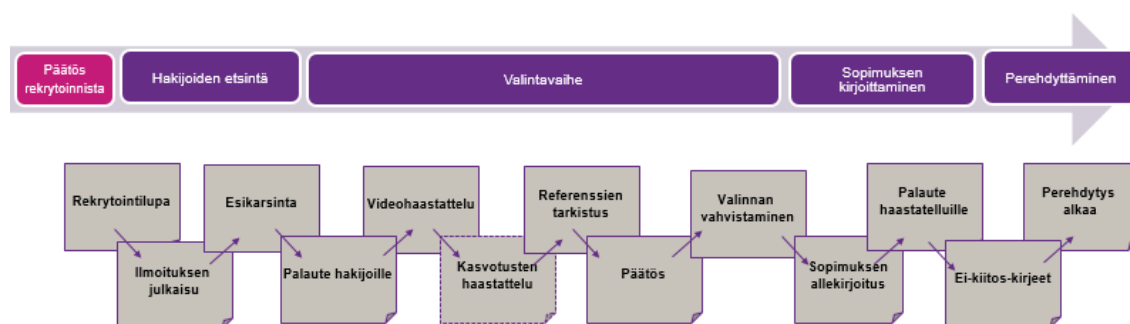 Päätös
rekrytoinnista
Hakijoiden etsintä
Valintavaihe
Sopimuksen
kirjoittaminen
Perehdyttäminen
Rekrytointilupa
Ilmoituksen
julkaisu
Esikarsinta
Palaute hakijoille
Videohaastattelu
Kasvotusten
haastattelu
Referenssien
tarkistus
Päätös
Valinnan
vahvistaminen
Sopimuksen
allekirjoitus
Palaute
haastatelluille
Ei-kiitos-kirjeet
Perehdytys
alkaa